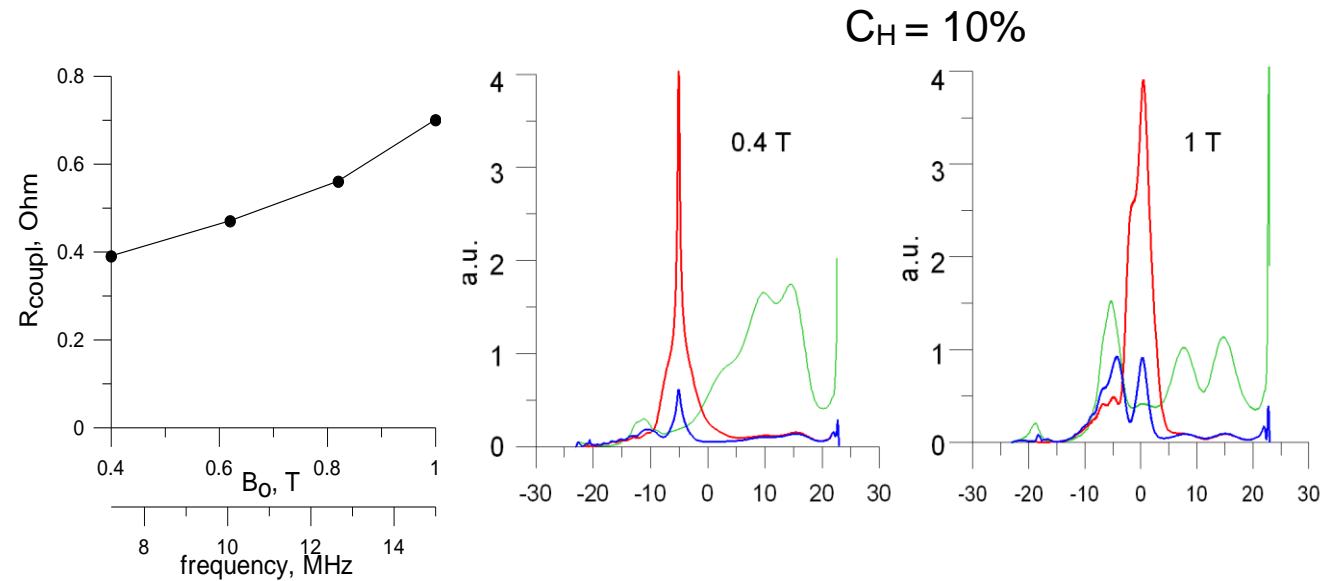 C_H = 10%
0.8
0.6
0.4
0.2
0
R_coupl, Ohm
0.4 0.6 0.8 1
B_o, T
8 10 12 14
frequency, MHz
4
3
2
1
0
a.u.
0.4 T
-30 -20 -10 0 10 20 30
4
3
2
1
0
a.u.
1 T
-30 -20 -10 0 10 20 30